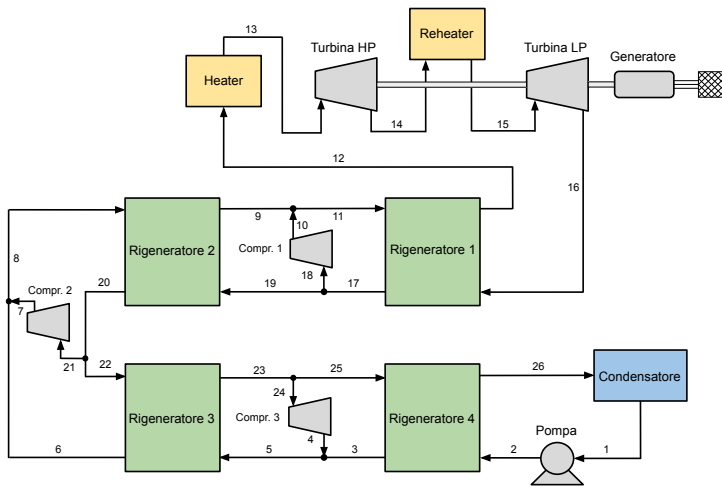 13
Turbina HP
Reheater
Turbina LP
Generatore
Heater
14
15
12
16
Rigeneratore 2
9
10
11
Compr. 1
18
Rigeneratore 1
8
Compr. 2
7
20
19
17
21
22
Rigeneratore 3
23
24
25
Compr. 3
4
Rigeneratore 4
26
Condensatore
Pompa
6
5
3
2
1